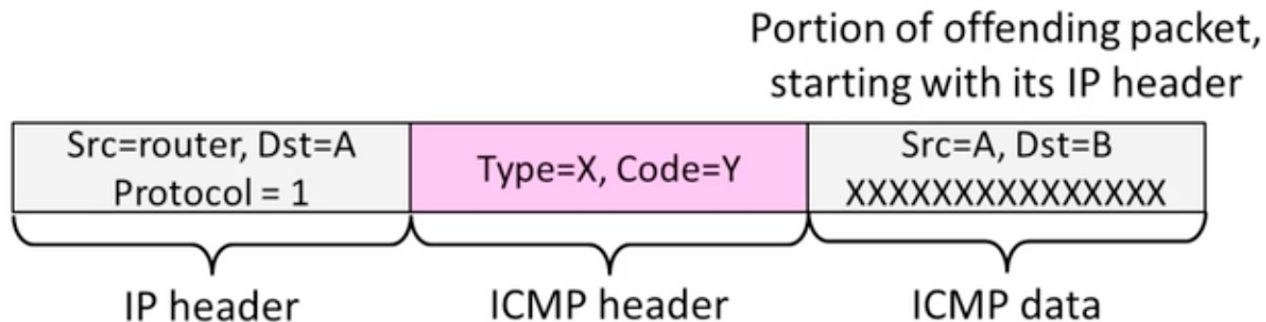 Portion of offending packet,
starting with its IP header
Src=router, Dst=A
Protocol = 1
Type=X, Code=Y
Src=A, Dst=B
XXXXXXXXXXXXXXX
IP header
ICMP header
ICMP data